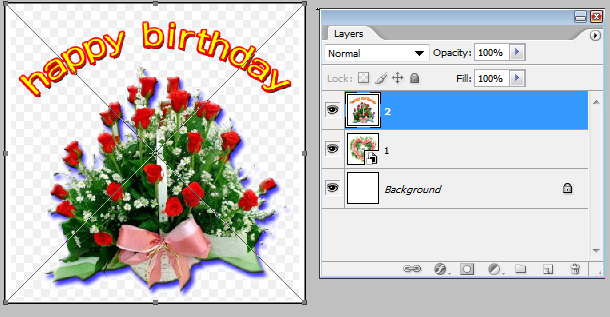 happy birthday
Layers
Normal
Opacity: 100%
Lock:
Fill: 100%
2
1
Background